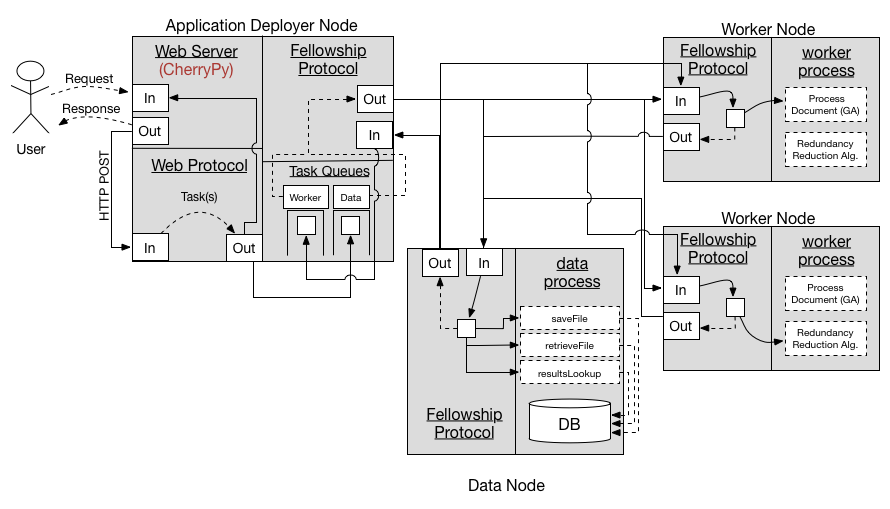 Application Deployer Node
Web Server
(CherryPy)
Fellowship
Protocol
Request
Response
User
In
Out
Out
In
HTTP POST
Web Protocol
Task(s)
In
Out
Task Queues
Worker
Data
Out
In
data
process
saveFile
retrieveFile
resultsLookup
Fellowship
Protocol
DB
Data Node
Worker Node
Fellowship
Protocol
worker
process
In
Out
Process
Document (GA)
Redundancy
Reduction Alg.
Worker Node
Fellowship
Protocol
worker
process
In
Out
Process
Document (GA)
Redundancy
Reduction Alg.